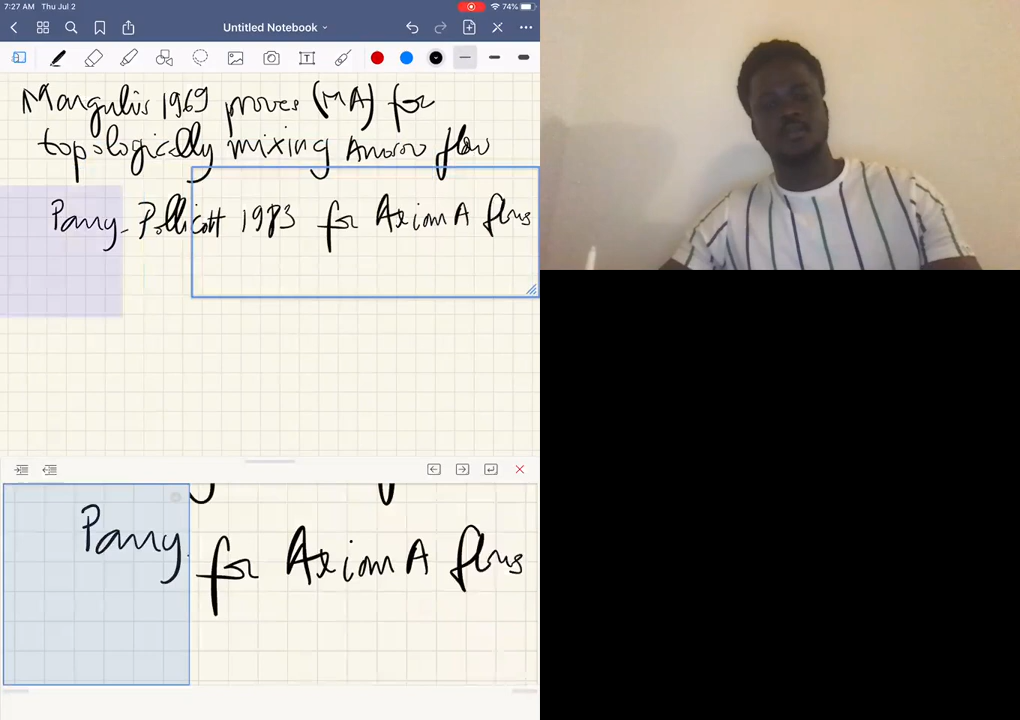 7:27 AM Thu Jul 2
74%
Untitled Notebook
Margulis 1969 proves (MA) for
topologically mixing Anosov flow
Parry-Pollicott 1983 for Axiom A flows
Parry for Axiom A flows